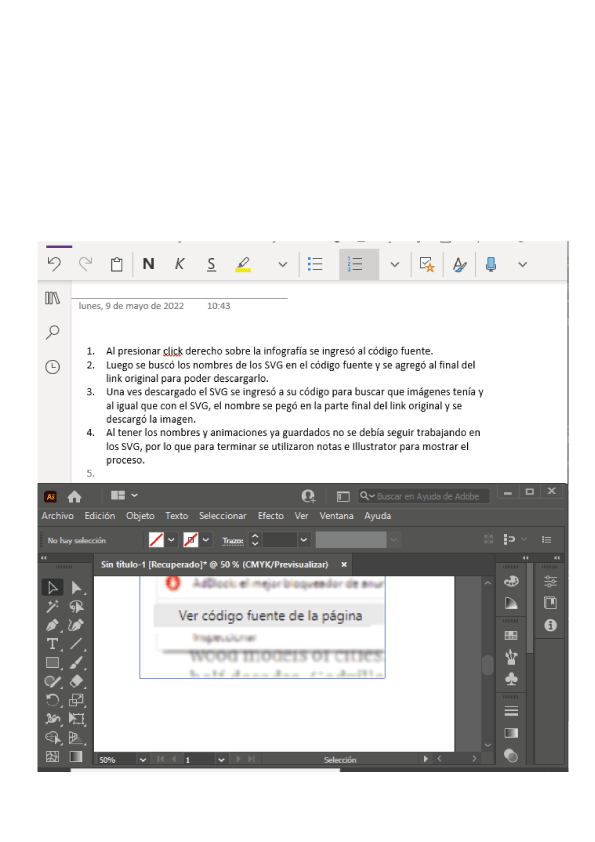 N K S
lunes, 9 de mayo de 2022 10:43
1. Al presionar click derecho sobre la infografía se ingresó al código fuente.
2. Luego se buscó los nombres de los SVG en el código fuente y se agregó al final del
link original para poder descargarlo.
3. Una ves descargado el SVG se ingresó a su código para buscar que imágenes tenía y
al igual que con el SVG, el nombre se pegó en la parte final del link original y se
descargó la imagen.
4. Al tener los nombres y animaciones ya guardados no se debía seguir trabajando en
los SVG, por lo que para terminar se utilizaron notas e Illustrator para mostrar el
proceso.
5.
Ai Buscar en Ayuda de Adobe
Archivo Edición Objeto Texto Seleccionar Efecto Ver Ventana Ayuda
No hay selección Trazo:
Sin título-1 [Recuperado]* @ 50 % (CMYK/Previsualizar) ×
AdBlock: el mejor bloqueador de anun
Ver código fuente de la página
Inspeccionar
wood models of cities.
50% 1 Selección